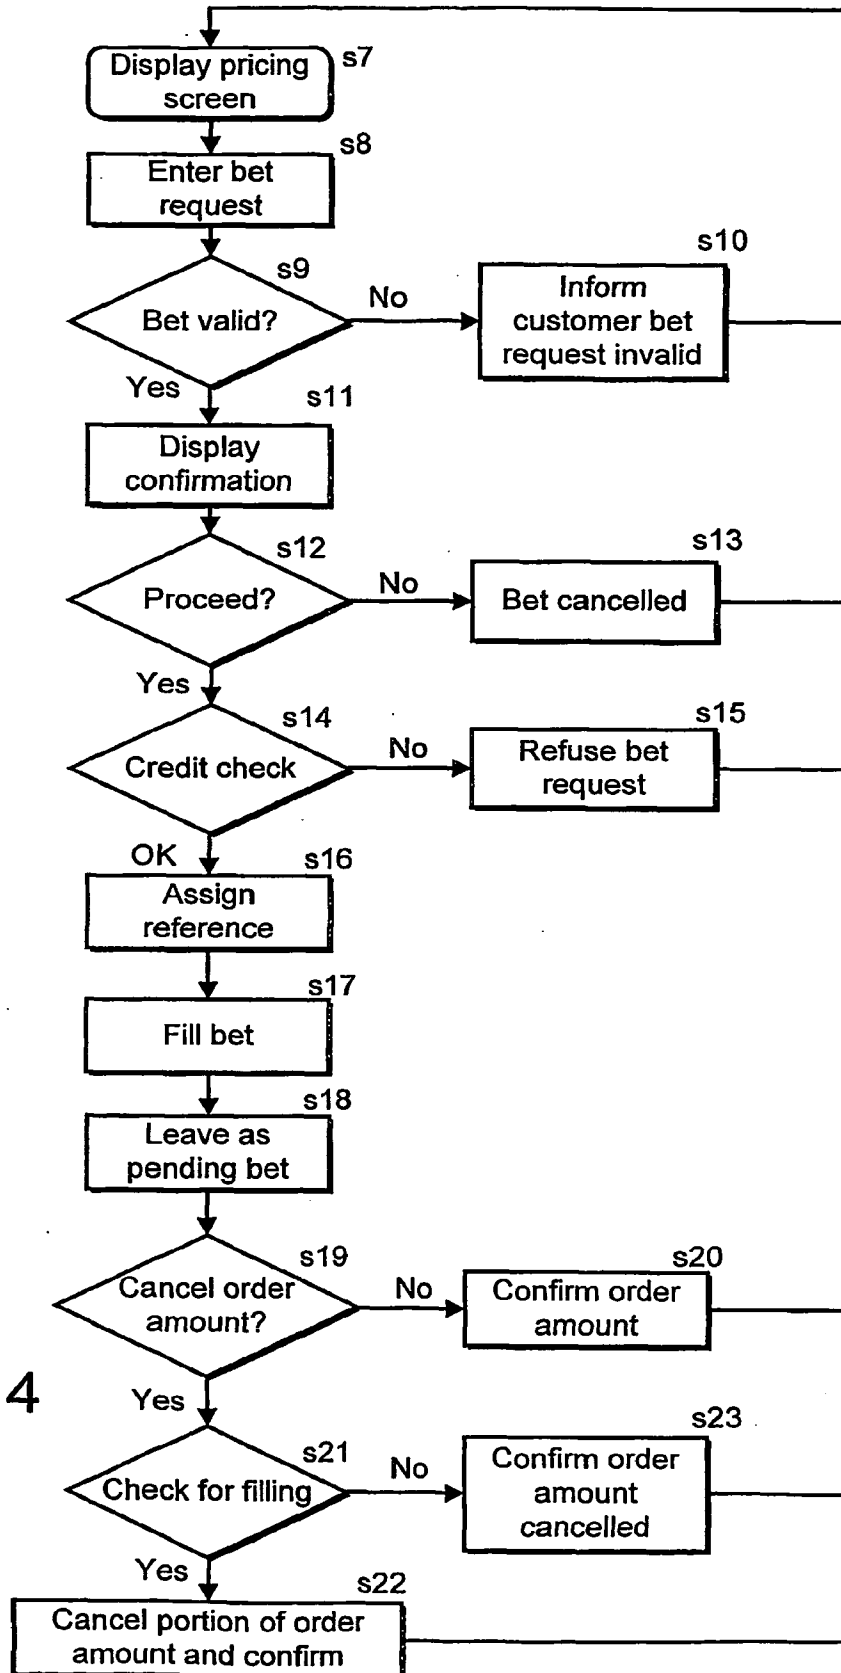 Display pricing
screen
s7
Enter bet
request
s8
Bet valid?
s9
No
Inform
customer bet
request invalid
s10
Yes
Display
confirmation
s11
Proceed?
s12
No
Bet cancelled
s13
Yes
Credit check
s14
No
Refuse bet
request
s15
OK
Assign
reference
s16
Fill bet
s17
Leave as
pending bet
s18
Cancel order
amount?
s19
No
Confirm order
amount
s20
4
Yes
Check for filling
s21
No
Confirm order
amount
cancelled
s23
Yes
Cancel portion of order
amount and confirm
s22